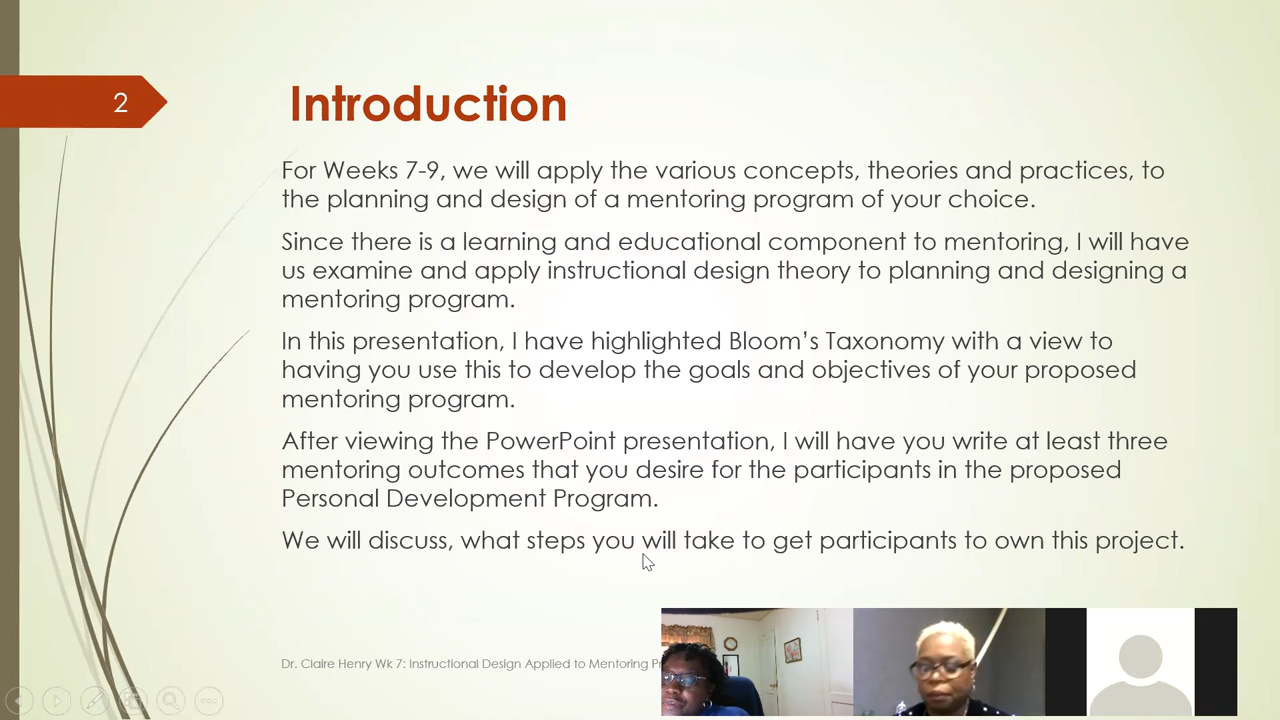 2
Introduction
For Weeks 7-9, we will apply the various concepts, theories and practices, to
the planning and design of a mentoring program of your choice.
Since there is a learning and educational component to mentoring, I will have
us examine and apply instructional design theory to planning and designing a
mentoring program.
In this presentation, I have highlighted Bloom’s Taxonomy with a view to
having you use this to develop the goals and objectives of your proposed
mentoring program.
After viewing the PowerPoint presentation, I will have you write at least three
mentoring outcomes that you desire for the participants in the proposed
Personal Development Program.
We will discuss, what steps you will take to get participants to own this project.
Dr. Claire Henry Wk 7: Instructional Design Applied to Mentoring